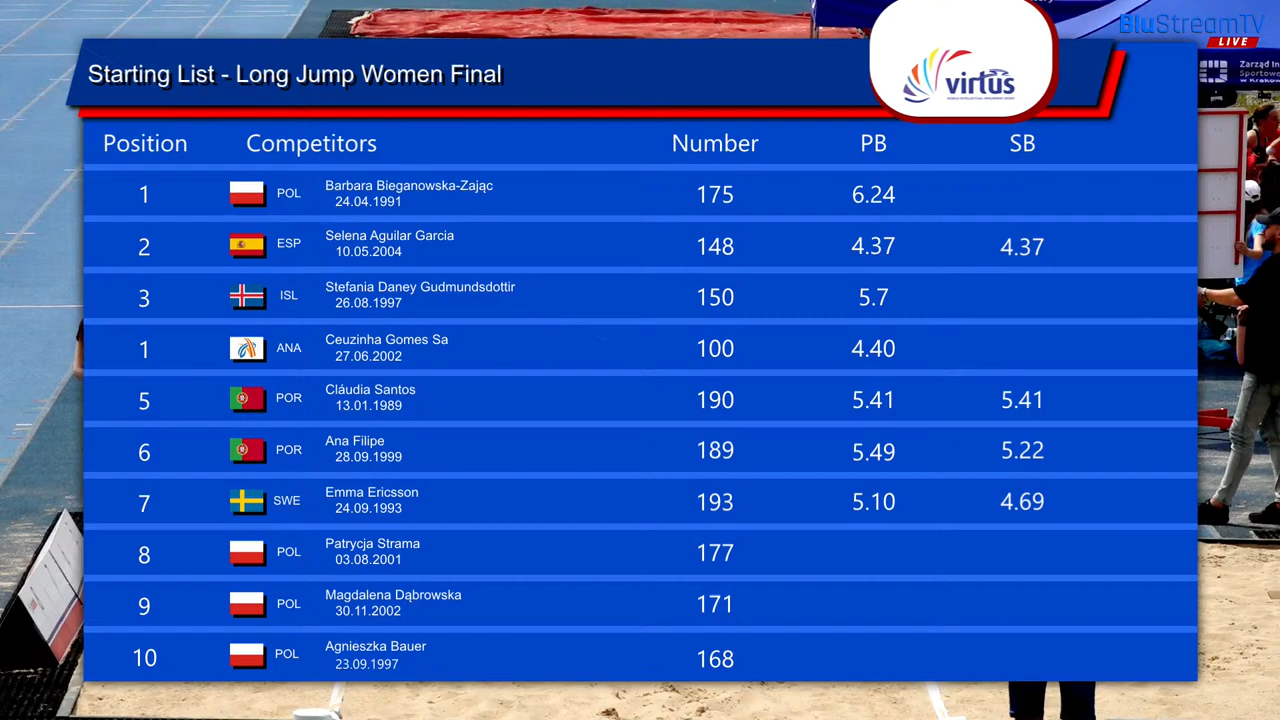 BluStreamTV
LIVE
Starting List - Long Jump Women Final
virtus
Zarząd In
Sportowe
w Krako
Position Competitors Number PB SB
1 POL Barbara Bieganowska-Zając 175 6.24
24.04.1991
2 ESP Selena Aguilar Garcia 148 4.37 4.37
10.05.2004
3 ISL Stefania Daney Gudmundsdottir 150 5.7
26.08.1997
1 ANA Ceuzinha Gomes Sa 100 4.40
27.06.2002
5 POR Cláudia Santos 190 5.41 5.41
13.01.1989
6 POR Ana Filipe 189 5.49 5.22
28.09.1999
7 SWE Emma Ericsson 193 5.10 4.69
24.09.1993
8 POL Patrycja Strama 177
03.08.2001
9 POL Magdalena Dąbrowska 171
30.11.2002
10 POL Agnieszka Bauer 168
23.09.1997